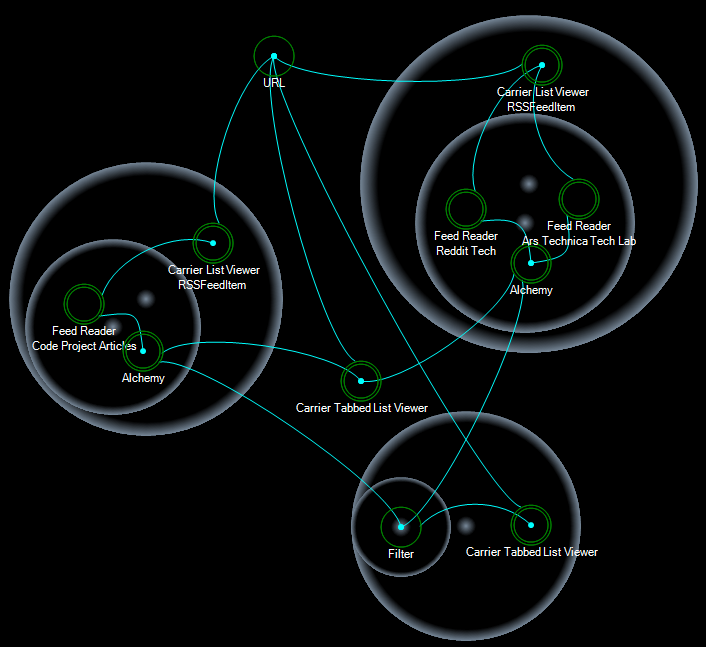 URL
Carrier List Viewer
RSSFeedItem
Feed Reader
Reddit Tech
Feed Reader
Ars Technica Tech Lab
Alchemy
Carrier List Viewer
RSSFeedItem
Feed Reader
Code Project Articles
Alchemy
Carrier Tabbed List Viewer
Filter
Carrier Tabbed List Viewer